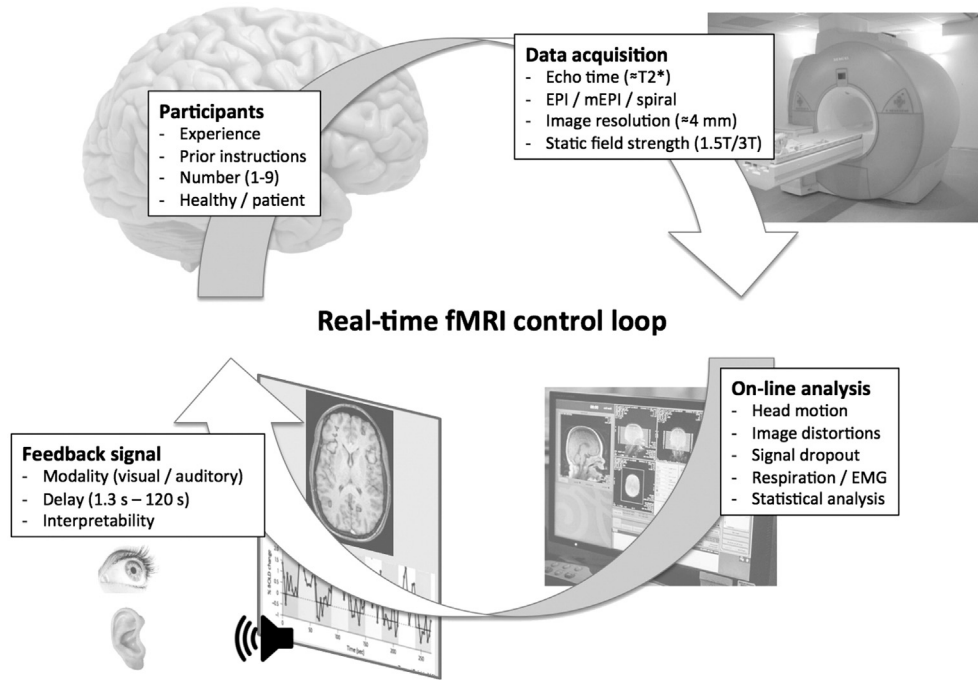 Data acquisition
- Echo time (≈T2*)
- EPI / mEPI / spiral
- Image resolution (≈4 mm)
- Static field strength (1.5T/3T)
Participants
- Experience
- Prior instructions
- Number (1-9)
- Healthy / patient
Real-time fMRI control loop
On-line analysis
- Head motion
- Image distortions
- Signal dropout
- Respiration / EMG
- Statistical analysis
Feedback signal
- Modality (visual / auditory)
- Delay (1.3 s – 120 s)
- Interpretability
% BOLD change
Time [sec]